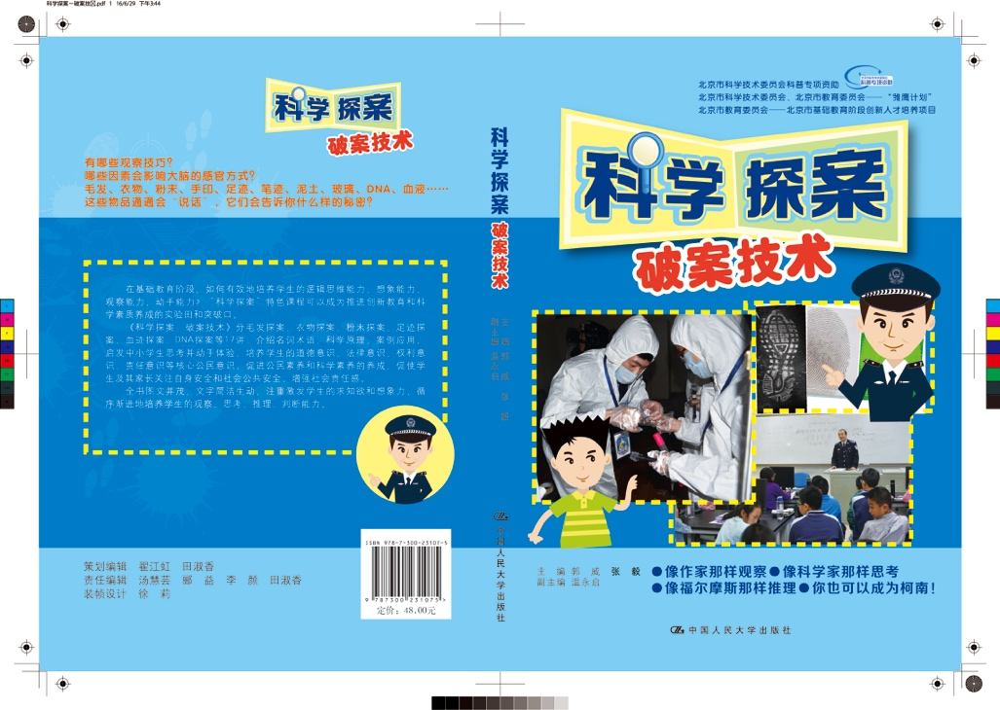 科学探案-破案技术.pdf 1 16/6/29 下午3:44
科学 探案
破案技术
有哪些观察技巧？
哪些因素会影响大脑的感官方式？
毛发、衣物、粉末、手印、足迹、笔迹、泥土、玻璃、DNA、血液……
这些物品通通会“说话”，它们会告诉你什么样的秘密？
在基础教育阶段，如何有效地培养学生的逻辑思维能力、想象能力、
观察能力、动手能力？“科学探案”特色课程可以成为推进创新教育和科
学素质养成的实验田和突破口。
《科学探案：破案技术》分毛发探案、衣物探案、粉末探案、足迹探
案、血迹探案、DNA探案等17讲，介绍名词术语、科学原理、案例应用，
启发中小学生思考并动手体验，培养学生的道德意识、法律意识、权利意
识、责任意识等核心公民意识，促进公民素养和科学素养的养成，促使学
生及其家长关注自身安全和社会公共安全，增强社会责任感。
全书图文并茂，文字简洁生动，注重激发学生的求知欲和想象力，循
序渐进地培养学生的观察、思考、推理、判断能力。
策划编辑 翟江虹 田淑香
责任编辑 汤慧芸 郦益 李颜 田淑香
装帧设计 徐莉
ISBN 978-7-300-23107-5
9 787300 231075>
定价：48.00元
科学探案
破案技术
主编 郭威 张毅
副主编 温永启
中国人民大学出版社
北京市科学技术委员会科普专项资助
北京市科学技术委员会、北京市教育委员会——“雏鹰计划”
北京市教育委员会——北京市基础教育阶段创新人才培养项目
科学 探案
破案技术
主 编 郭威 张毅
副主编 温永启
●像作家那样观察●像科学家那样思考
●像福尔摩斯那样推理●你也可以成为柯南！
中国人民大学出版社